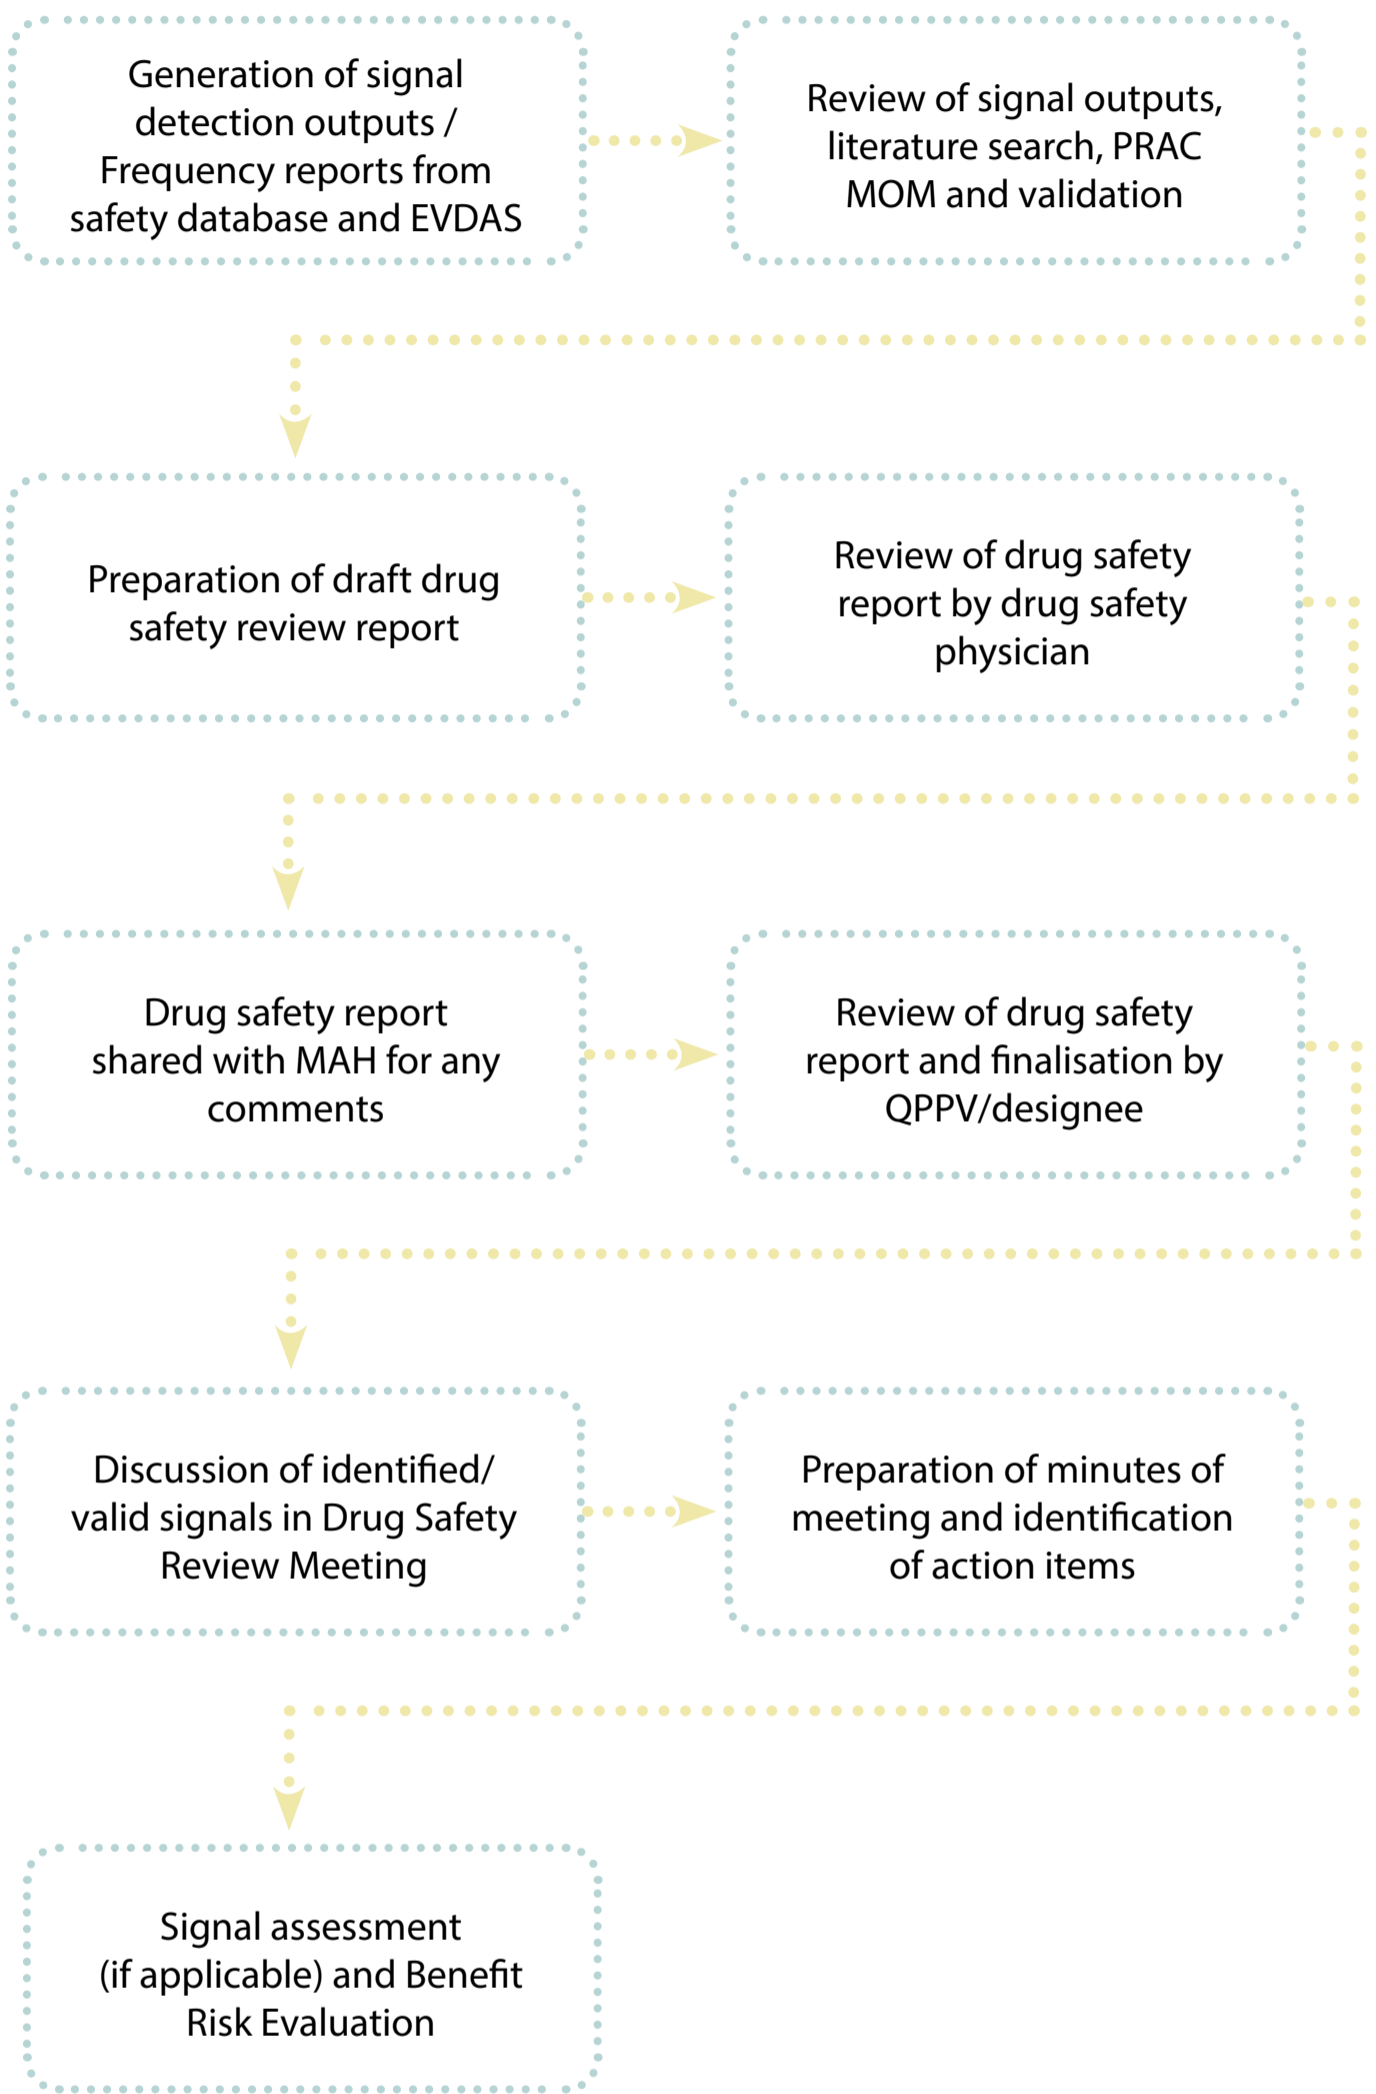 Generation of signal
detection outputs /
Frequency reports from
safety database and EVDAS
Review of signal outputs,
literature search, PRAC
MOM and validation
Preparation of draft drug
safety review report
Review of drug safety
report by drug safety
physician
Drug safety report
shared with MAH for any
comments
Review of drug safety
report and finalisation by
QPPV/designee
Discussion of identified/
valid signals in Drug Safety
Review Meeting
Preparation of minutes of
meeting and identification
of action items
Signal assessment
(if applicable) and Benefit
Risk Evaluation